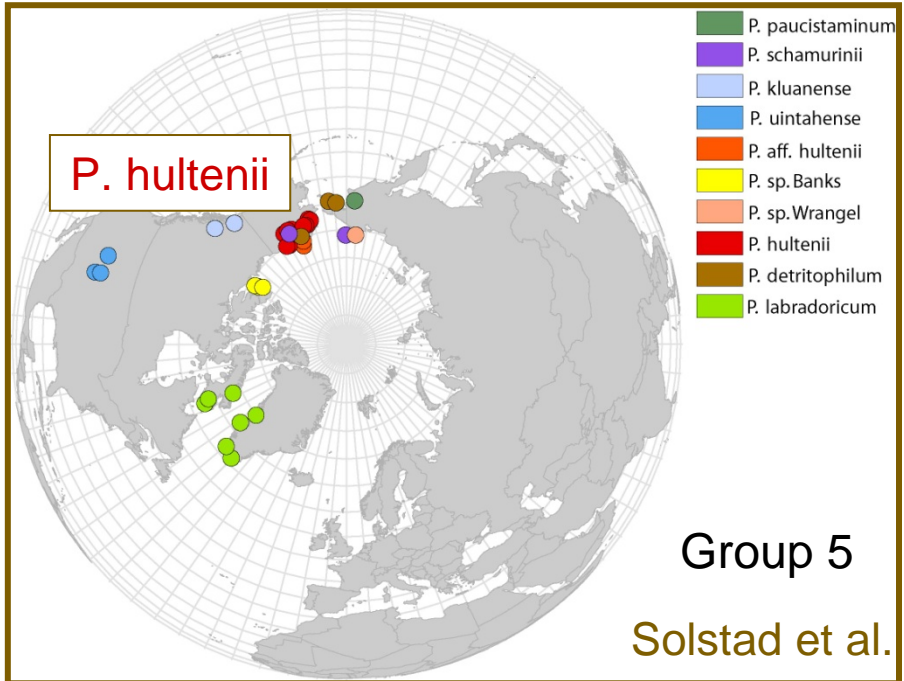 P. hultenii
P. paucistaminum
P. schamurinii
P. kluanense
P. uintahense
P. aff. hultenii
P. sp.Banks
P. sp.Wrangel
P. hultenii
P. detritophilum
P. labradoricum
Group 5
Solstad et al.